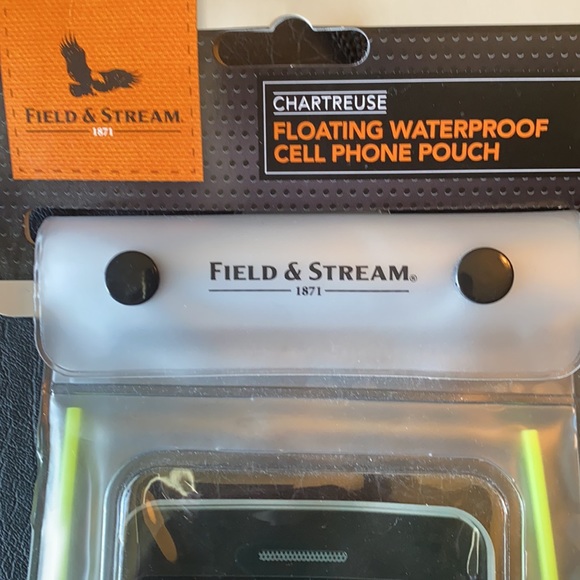 FIELD & STREAM
1871
CHARTREUSE
FLOATING WATERPROOF
CELL PHONE POUCH
FIELD & STREAM®
1871